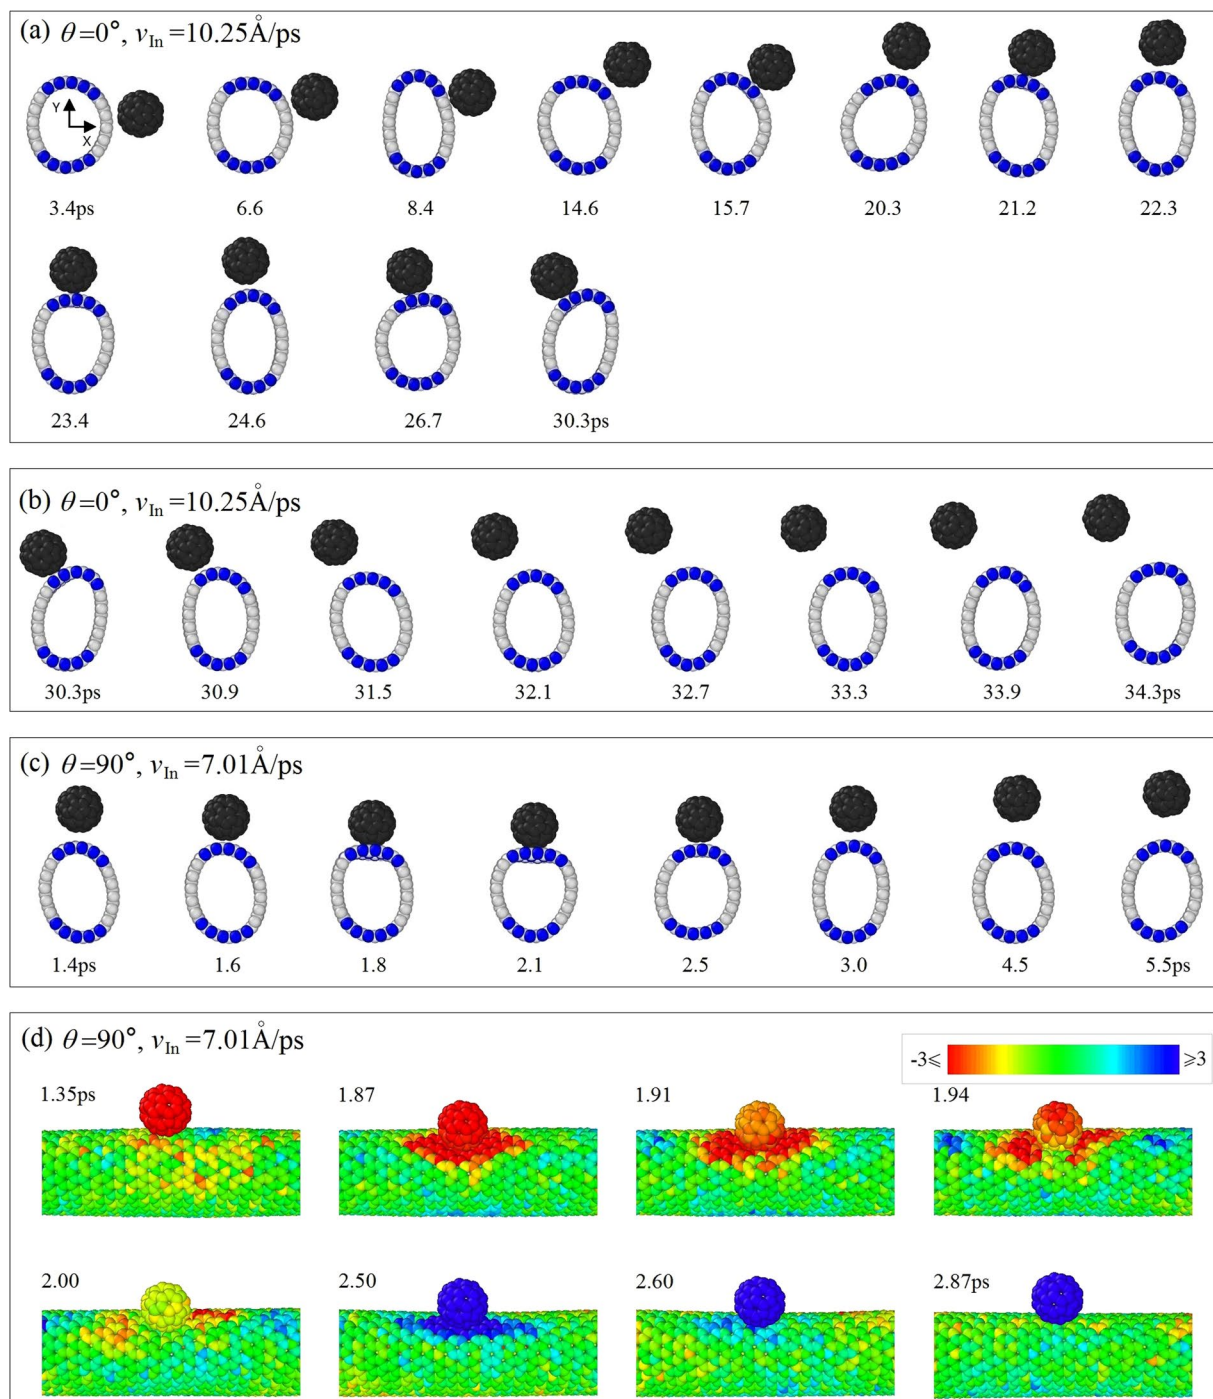 (a) θ=0°, vIn =10.25Å/ps
Y
X
3.4ps 6.6 8.4 14.6 15.7 20.3 21.2 22.3
23.4 24.6 26.7 30.3ps
(b) θ=0°, vIn =10.25Å/ps
30.3ps 30.9 31.5 32.1 32.7 33.3 33.9 34.3ps
(c) θ=90°, vIn =7.01Å/ps
1.4ps 1.6 1.8 2.1 2.5 3.0 4.5 5.5ps
(d) θ=90°, vIn =7.01Å/ps
-3⩽ ⩾3
1.35ps 1.87 1.91 1.94
2.00 2.50 2.60 2.87ps